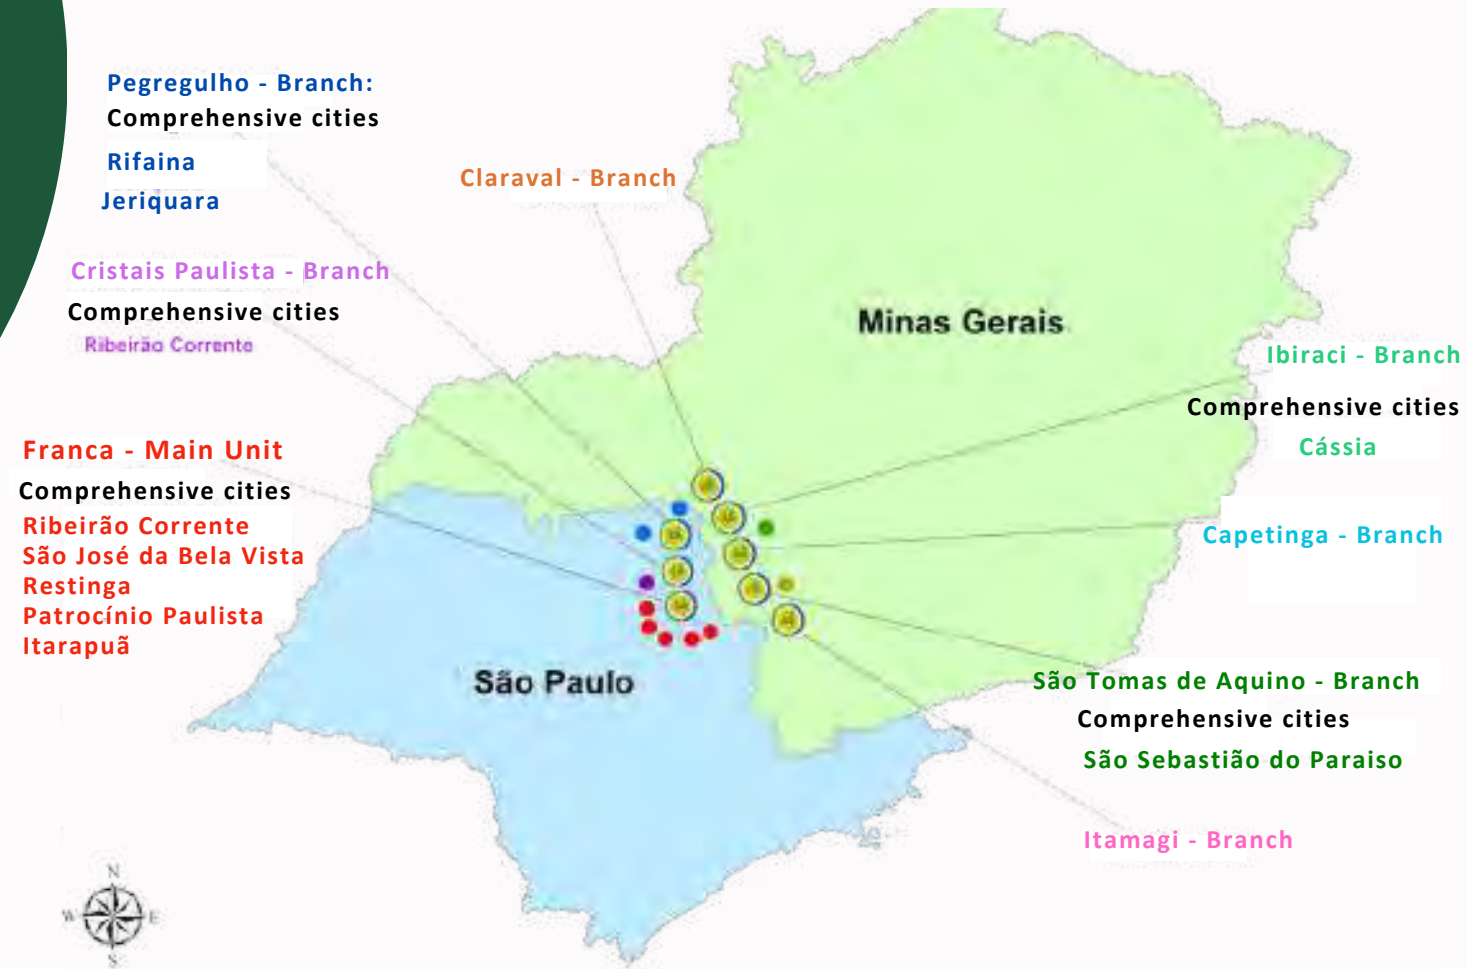 Pegregulho - Branch:
Comprehensive cities
Rifaina
Jeriquara
Claraval - Branch
Cristais Paulista - Branch
Comprehensive cities
Ribeirão Corrente
Minas Gerais
Ibiraci - Branch
Comprehensive cities
Cássia
Franca - Main Unit
Comprehensive cities
Ribeirão Corrente
São José da Bela Vista
Restinga
Patrocínio Paulista
Itarapuã
Capetinga - Branch
São Paulo
São Tomas de Aquino - Branch
Comprehensive cities
São Sebastião do Paraiso
Itamagi - Branch
N
W E
S